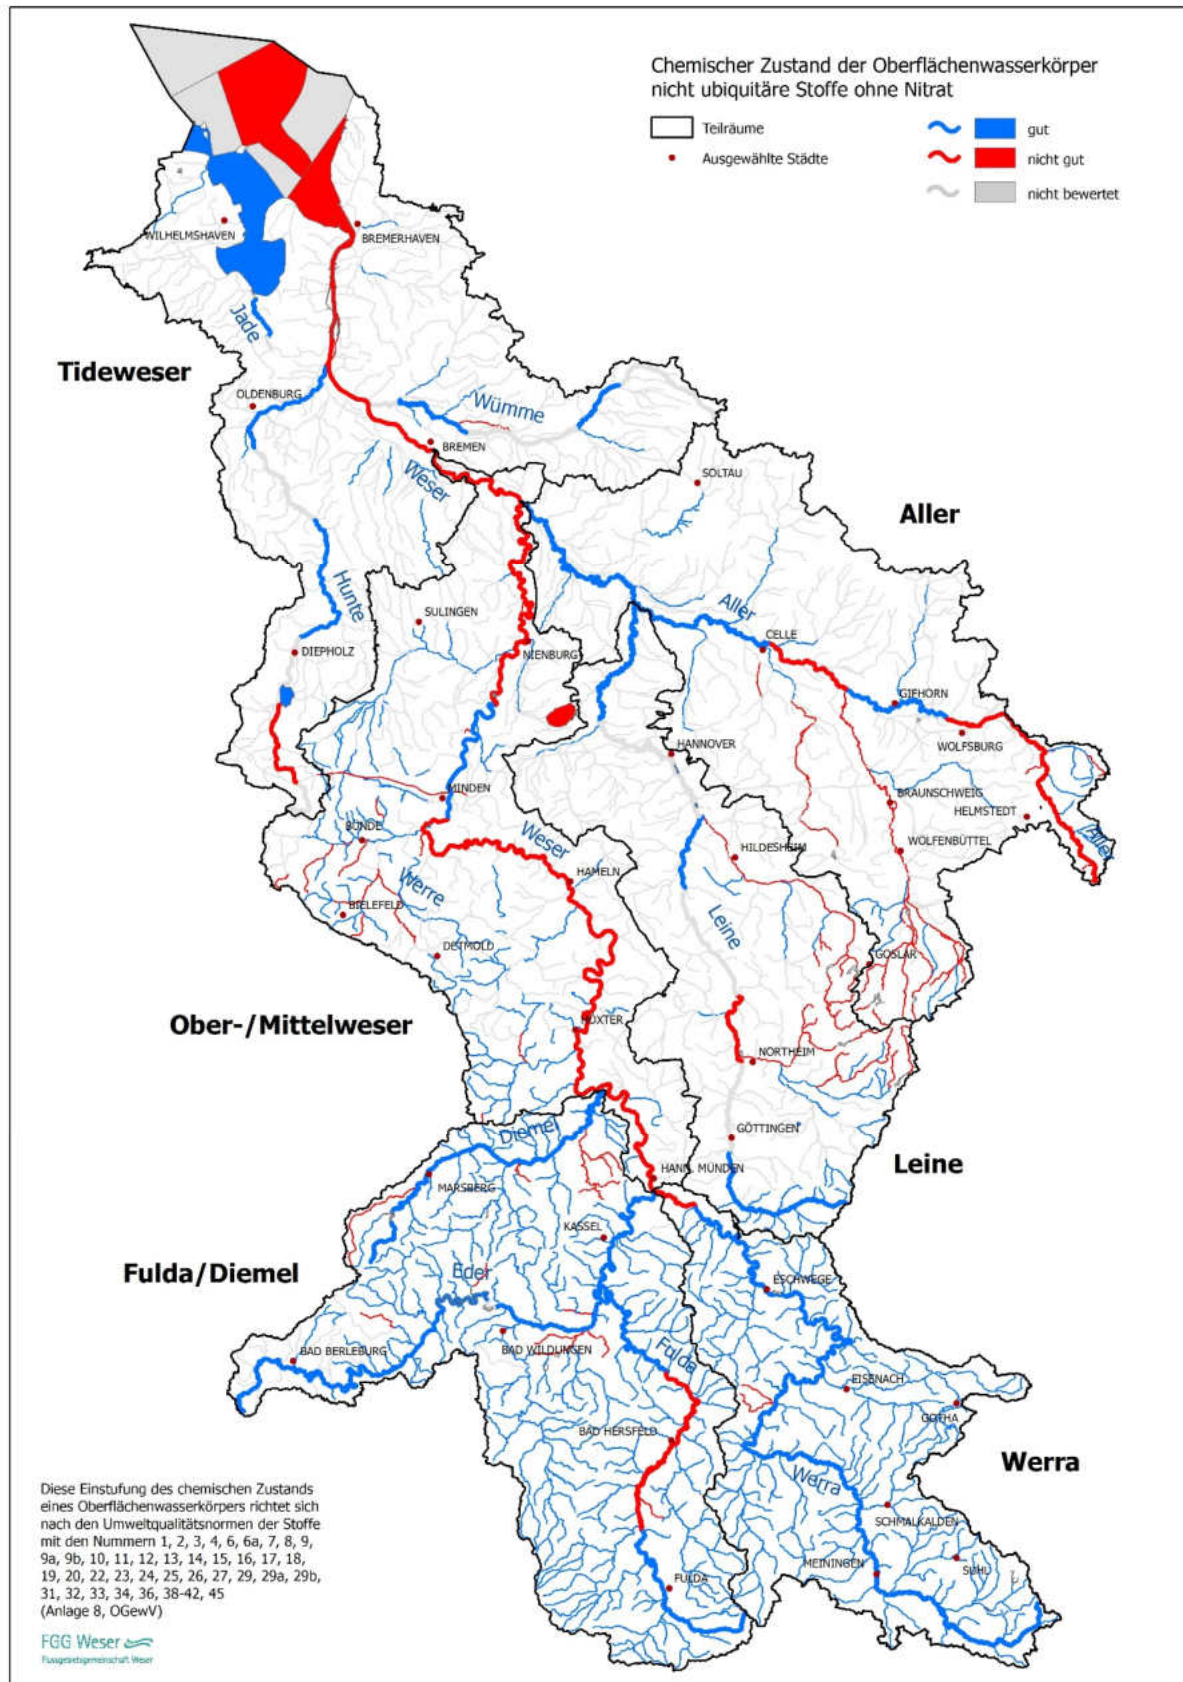 Chemischer Zustand der Oberflächenwasserkörper
nicht ubiquitäre Stoffe ohne Nitrat
Teilräume
gut
Ausgewählte Städte
nicht gut
nicht bewertet
WILHELMSHAVEN
BREMERHAVEN
Jade
Tideweser
OLDENBURG
Wümme
BREMEN
Weser
SOLTAU
Aller
Hunte
Aller
SULINGEN
CELLE
DIEPHOLZ
NIENBURG
GIFHORN
HANNOVER
WOLFSBURG
MINDEN
BRAUNSCHWEIG
HELMSTEDT
BÜNDE
Weser
HILDESHEIM
WOLFENBÜTTEL
Aller
Werre
HAMELN
BIELEFELD
Leine
DETMOLD
GOSLAR
Ober-/Mittelweser
HÖXTER
NORTHEIM
Diemel
GÖTTINGEN
Leine
HANN. MÜNDEN
MARSBERG
KASSEL
Fulda/Diemel
Eder
ESCHWEGE
BAD BERLEBURG
BAD WILDUNGEN
Fulda
EISENACH
GOTHA
BAD HERSFELD
Werra
Werra
SCHMALKALDEN
MEININGEN
SUHL
FULDA
Diese Einstufung des chemischen Zustands
eines Oberflächenwasserkörpers richtet sich
nach den Umweltqualitätsnormen der Stoffe
mit den Nummern 1, 2, 3, 4, 6, 6a, 7, 8, 9,
9a, 9b, 10, 11, 12, 13, 14, 15, 16, 17, 18,
19, 20, 22, 23, 24, 25, 26, 27, 29, 29a, 29b,
31, 32, 33, 34, 36, 38-42, 45
(Anlage 8, OGewV)
FGG Weser
Flussgebietsgemeinschaft Weser